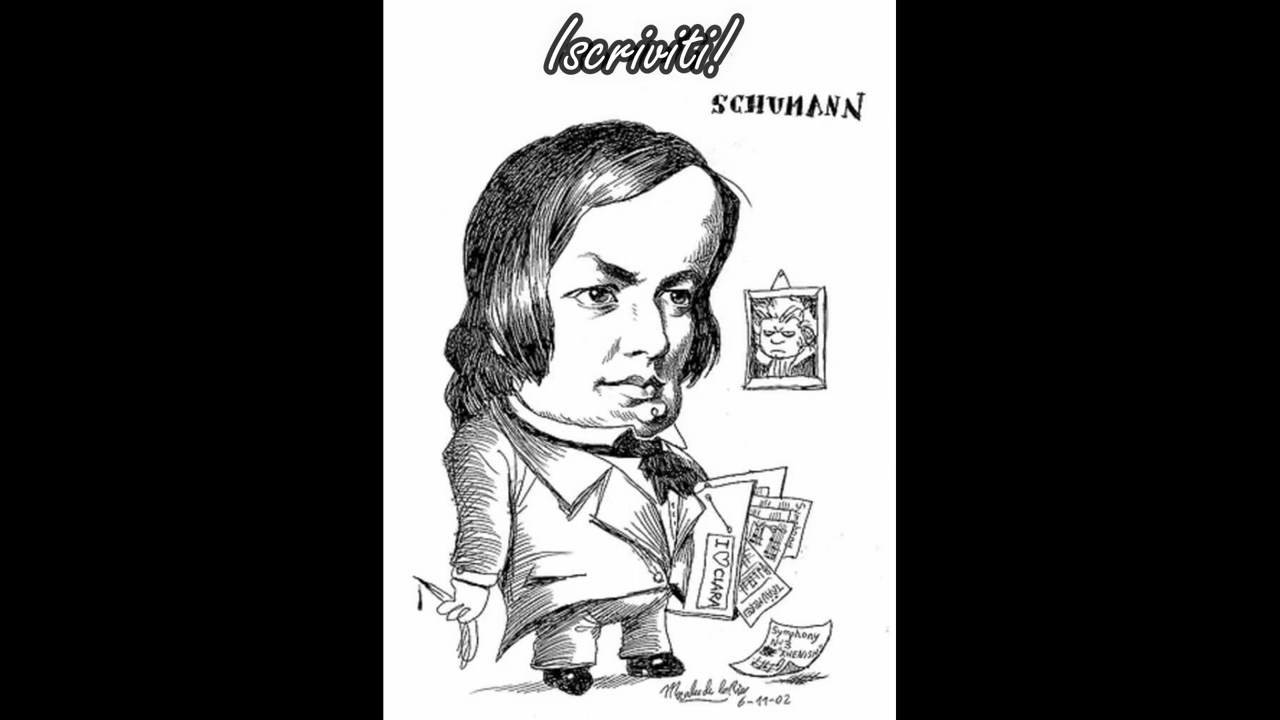 Iscriviti!
SCHUMANN
I ♡ CLARA
Symphony
Nº3
"RHENISH"
6-11-02